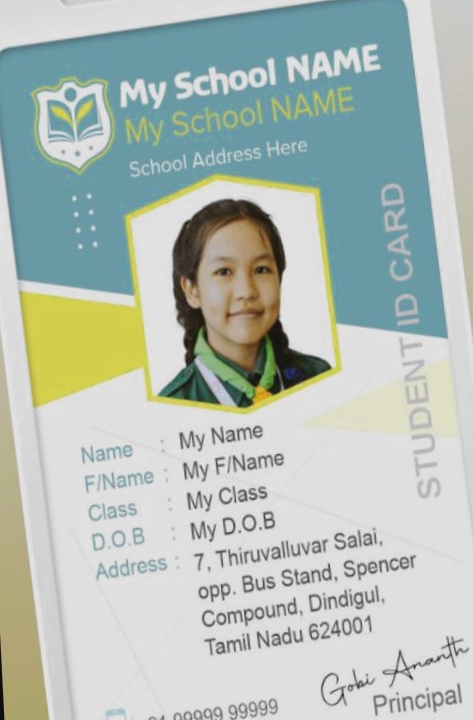 My School NAME
My School NAME
School Address Here
STUDENT ID CARD
Name : My Name
F/Name : My F/Name
Class : My Class
D.O.B : My D.O.B
Address : 7, Thiruvalluvar Salai,
opp. Bus Stand, Spencer
Compound, Dindigul,
Tamil Nadu 624001
Gobi Ananth
Principal
99999 99999